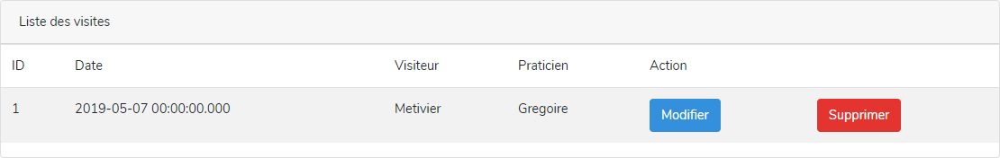 Liste des visites
ID Date Visiteur Praticien Action
1 2019-05-07 00:00:00.000 Metivier Gregoire Modifier Supprimer